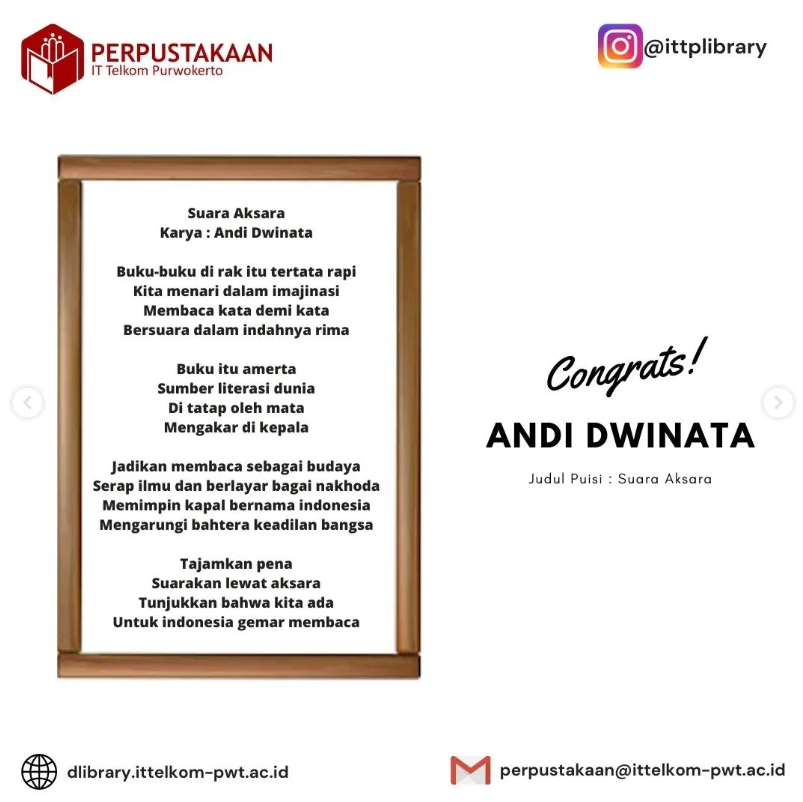 PERPUSTAKAAN
IT Telkom Purwokerto
@ittplibrary
Suara Aksara
Karya : Andi Dwinata
Buku-buku di rak itu tertata rapi
Kita menari dalam imajinasi
Membaca kata demi kata
Bersuara dalam indahnya rima
Buku itu amerta
Sumber literasi dunia
Di tatap oleh mata
Mengakar di kepala
Jadikan membaca sebagai budaya
Serap ilmu dan berlayar bagai nakhoda
Memimpin kapal bernama indonesia
Mengarungi bahtera keadilan bangsa
Tajamkan pena
Suarakan lewat aksara
Tunjukkan bahwa kita ada
Untuk indonesia gemar membaca
Congrats!
ANDI DWINATA
Judul Puisi : Suara Aksara
dlibrary.ittelkom-pwt.ac.id
perpustakaan@ittelkom-pwt.ac.id